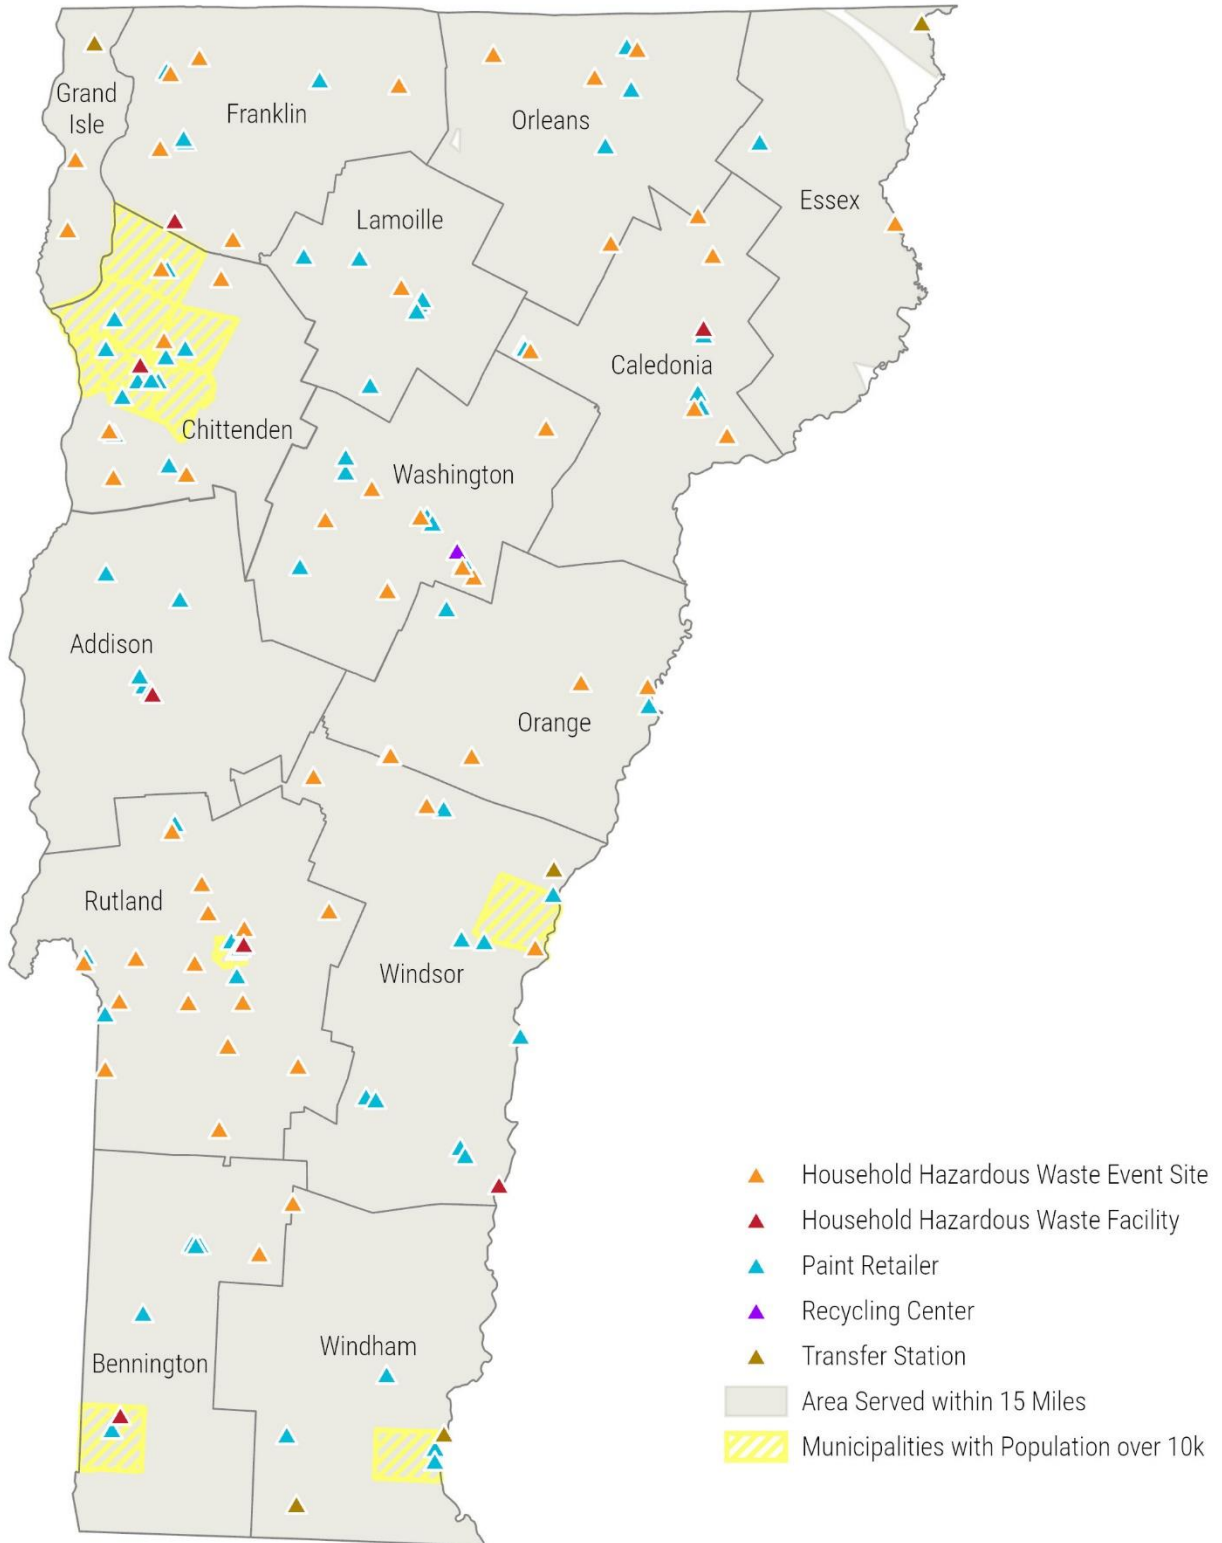 Grand
Isle
Franklin
Orleans
Essex
Lamoille
Caledonia
Chittenden
Washington
Addison
Orange
Rutland
Windsor
Household Hazardous Waste Event Site
Household Hazardous Waste Facility
Paint Retailer
Recycling Center
Windham
Bennington
Transfer Station
Area Served within 15 Miles
Municipalities with Population over 10k